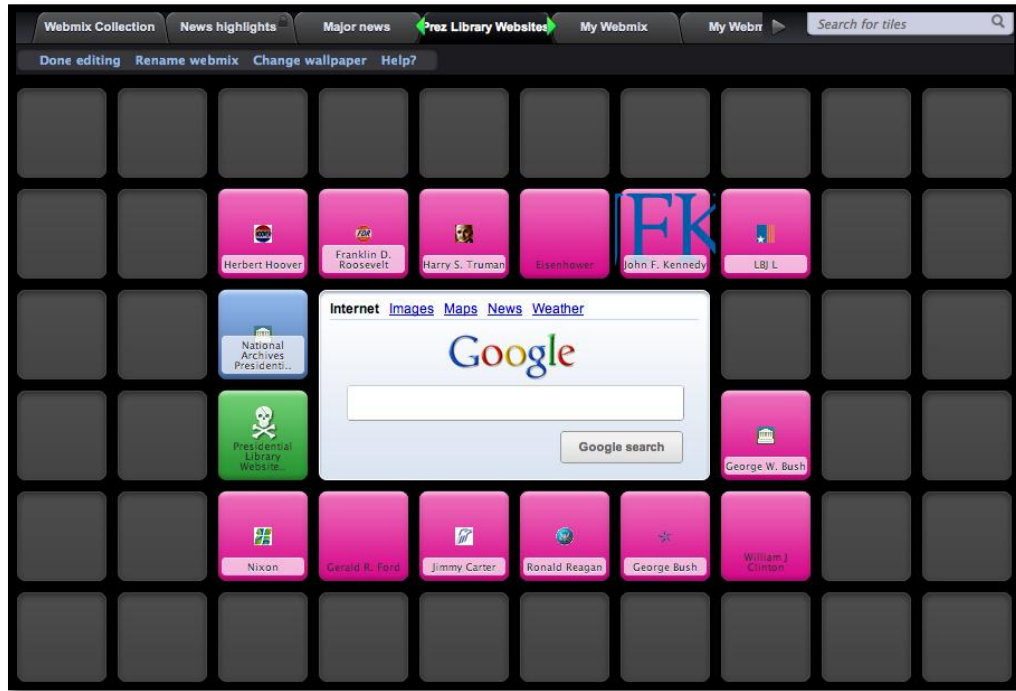 Webmix Collection
News highlights
Major news
Prez Library Websites
My Webmix
My Webm
Search for tiles
Done editing
Rename webmix
Change wallpaper
Help?
HOOVER
Herbert Hoover
FDR
Franklin D.
Roosevelt
Harry S. Truman
Eisenhower
JFK
John F. Kennedy
LBJ L
National
Archives
Presidenti..
Internet Images Maps News Weather
Google
Google search
Presidential
Library
Website..
George W. Bush
Nixon
Gerald R. Ford
Jimmy Carter
Ronald Reagan
George Bush
William J
Clinton